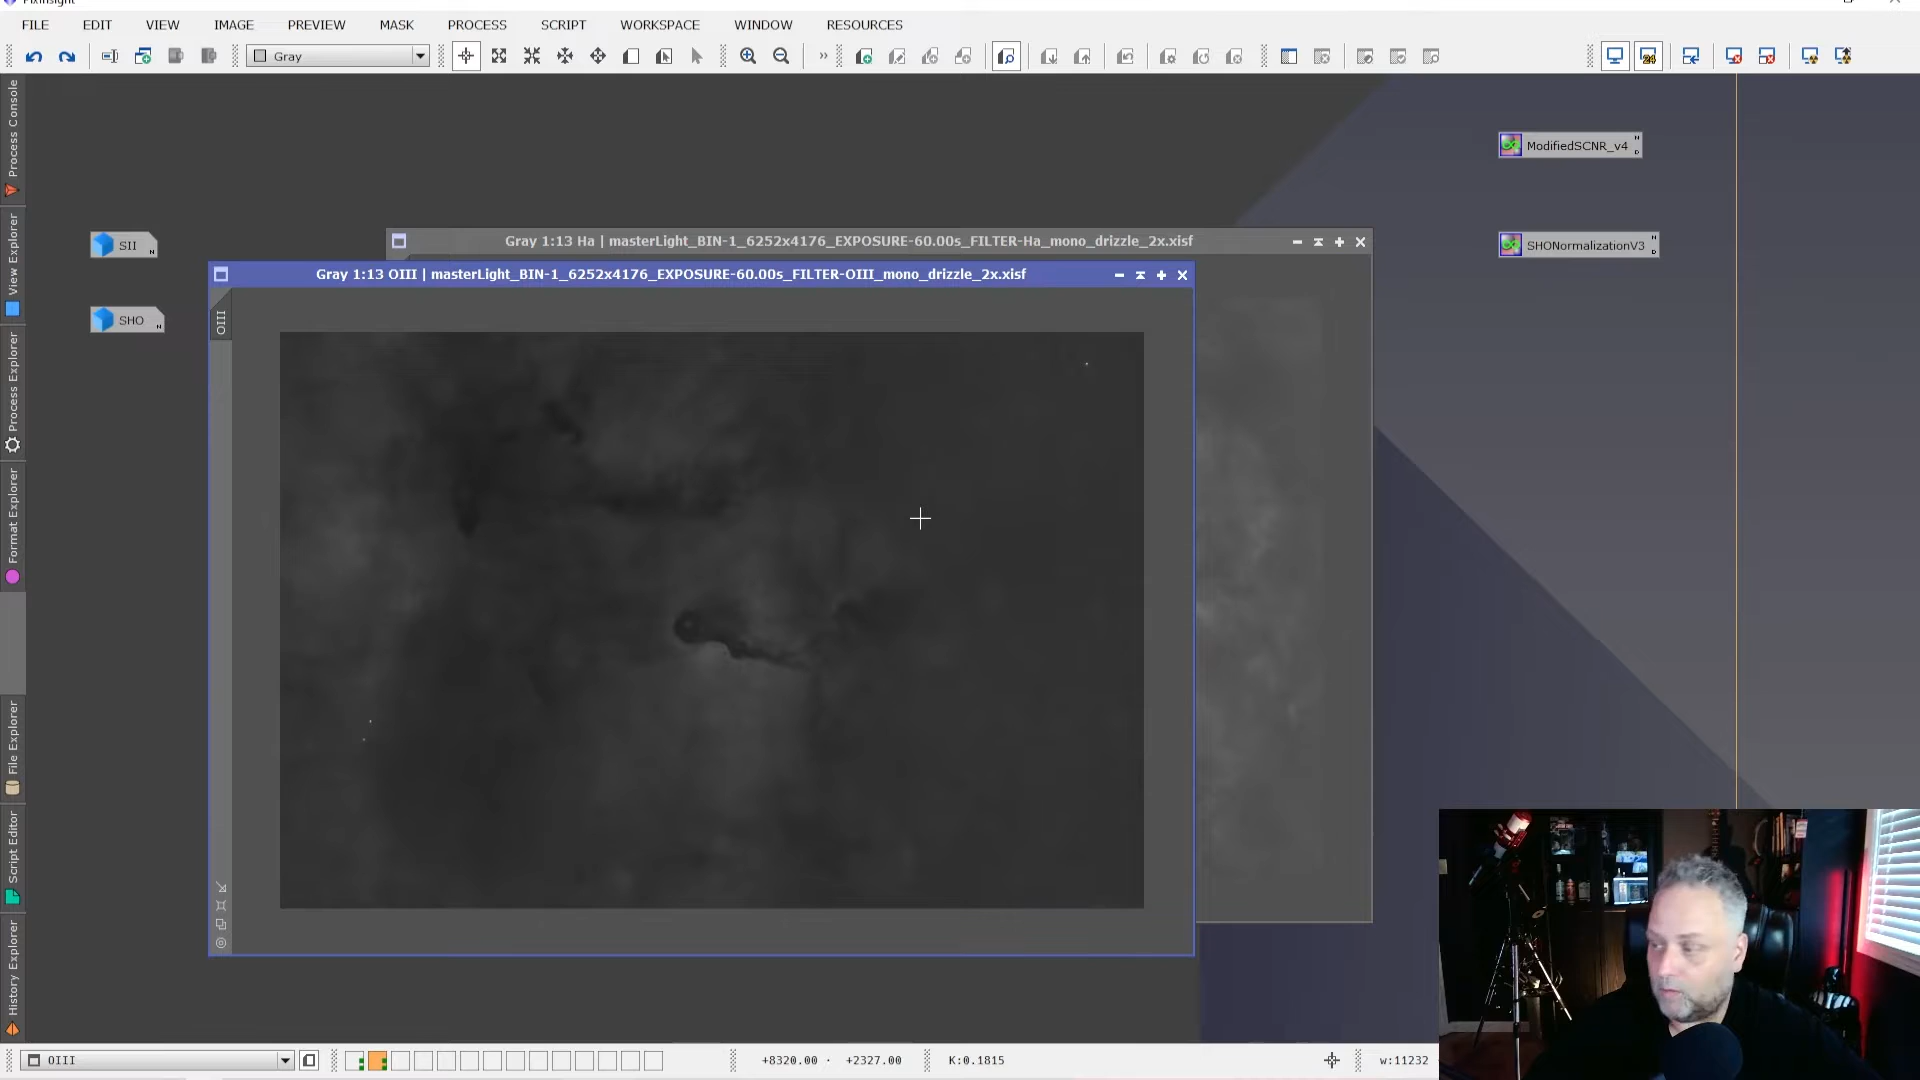 PixInsight
FILE EDIT VIEW IMAGE PREVIEW MASK PROCESS SCRIPT WORKSPACE WINDOW RESOURCES
Gray
Process Console
View Explorer
Process Explorer
Format Explorer
File Explorer
Script Editor
History Explorer
ModifiedSCNR_v4
SII
SHONormalizationV3
SHO
Gray 1:13 Ha | masterLight_BIN-1_6252x4176_EXPOSURE-60.00s_FILTER-Ha_mono_drizzle_2x.xisf
Gray 1:13 OIII | masterLight_BIN-1_6252x4176_EXPOSURE-60.00s_FILTER-OIII_mono_drizzle_2x.xisf
OIII
OIII
+8320.00 · +2327.00
K:0.1815
w:11232